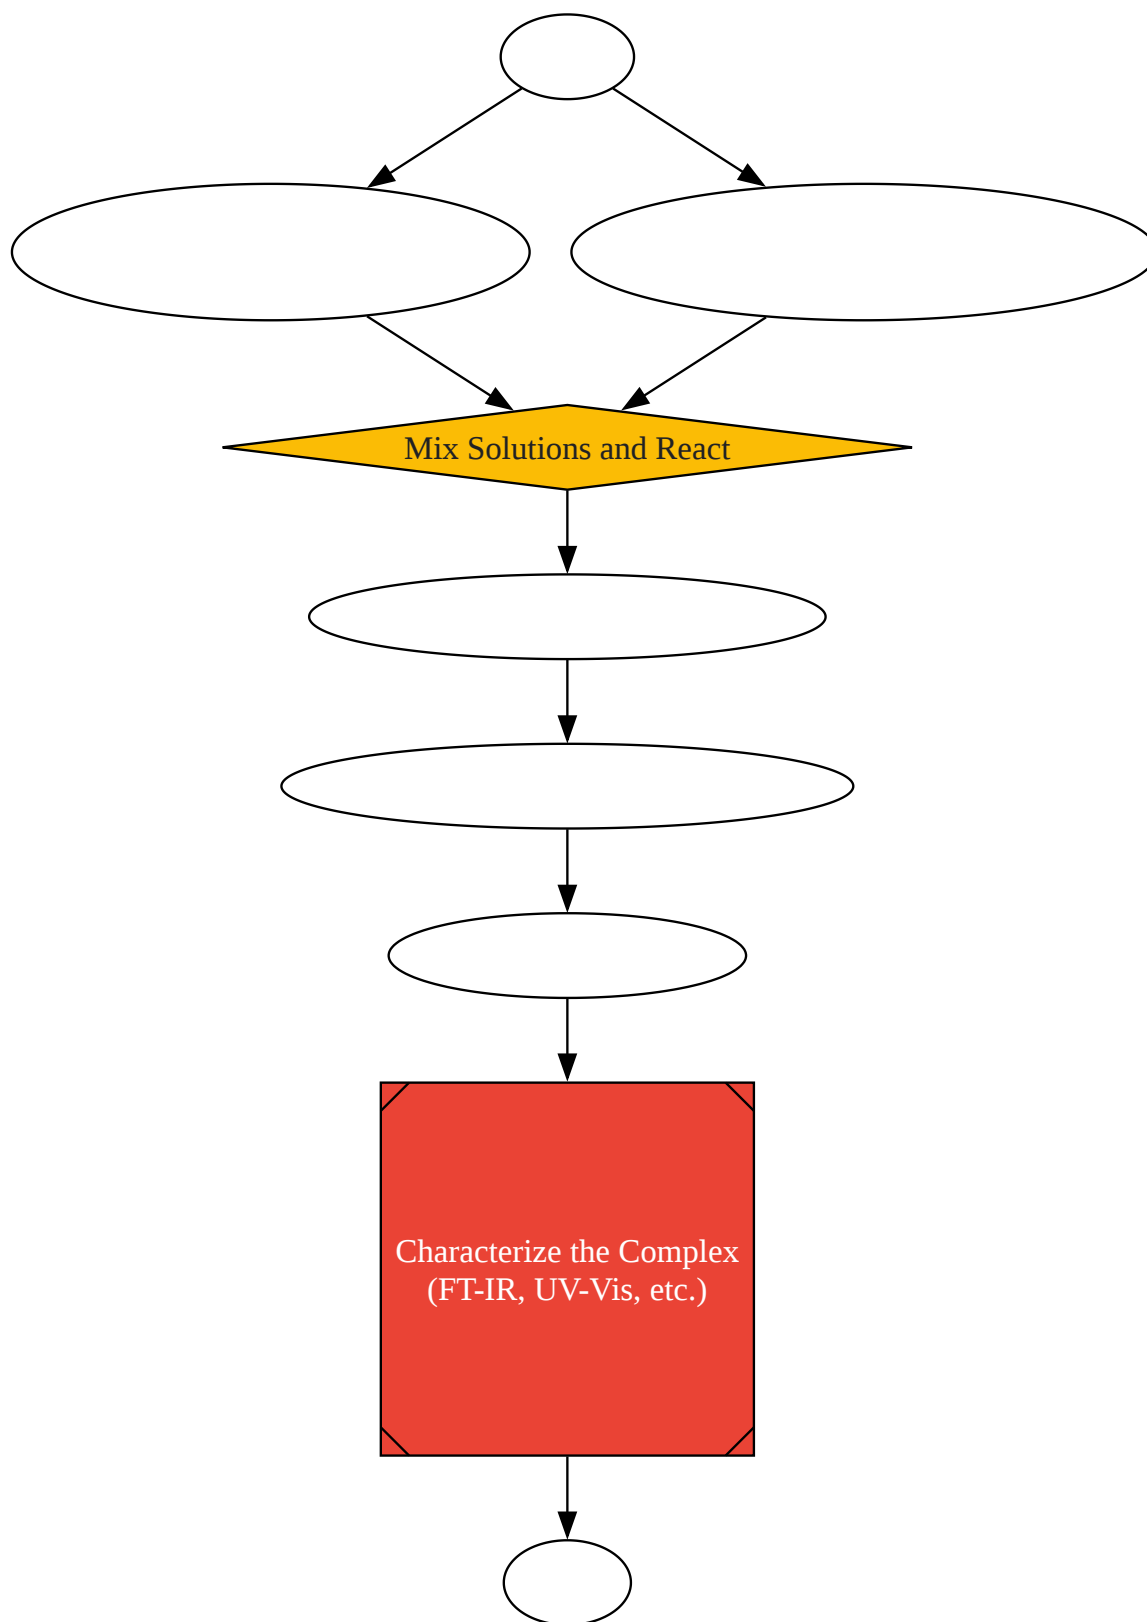 Mix Solutions and React
Characterize the Complex
(FT-IR, UV-Vis, etc.)